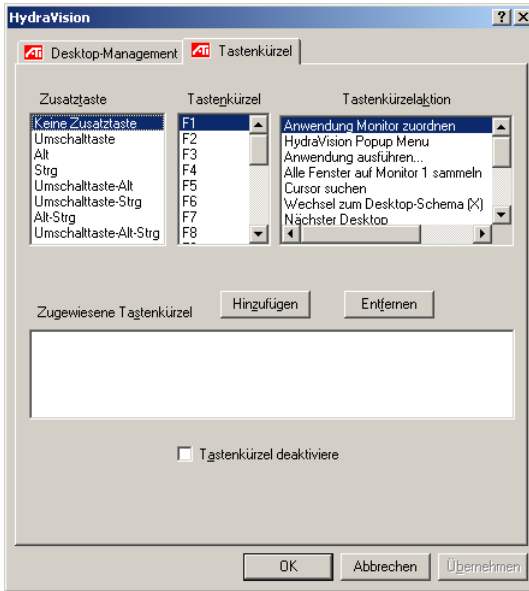 HydraVision
ATI Desktop-Management ATI Tastenkürzel
Zusatztaste Tastenkürzel Tastenkürzelaktion
Keine Zusatztaste F1 Anwendung Monitor zuordnen
Umschalttaste F2 HydraVision Popup Menu
Alt F3 Anwendung ausführen...
Strg F4 Alle Fenster auf Monitor 1 sammeln
Umschalttaste-Alt F5 Cursor suchen
Umschalttaste-Strg F6 Wechsel zum Desktop-Schema (X)
Alt-Strg F7 Nächster Desktop
Umschalttaste-Alt-Strg F8
Zugewiesene Tastenkürzel Hinzufügen Entfernen
Tastenkürzel deaktiviere
OK Abbrechen Übernehmen